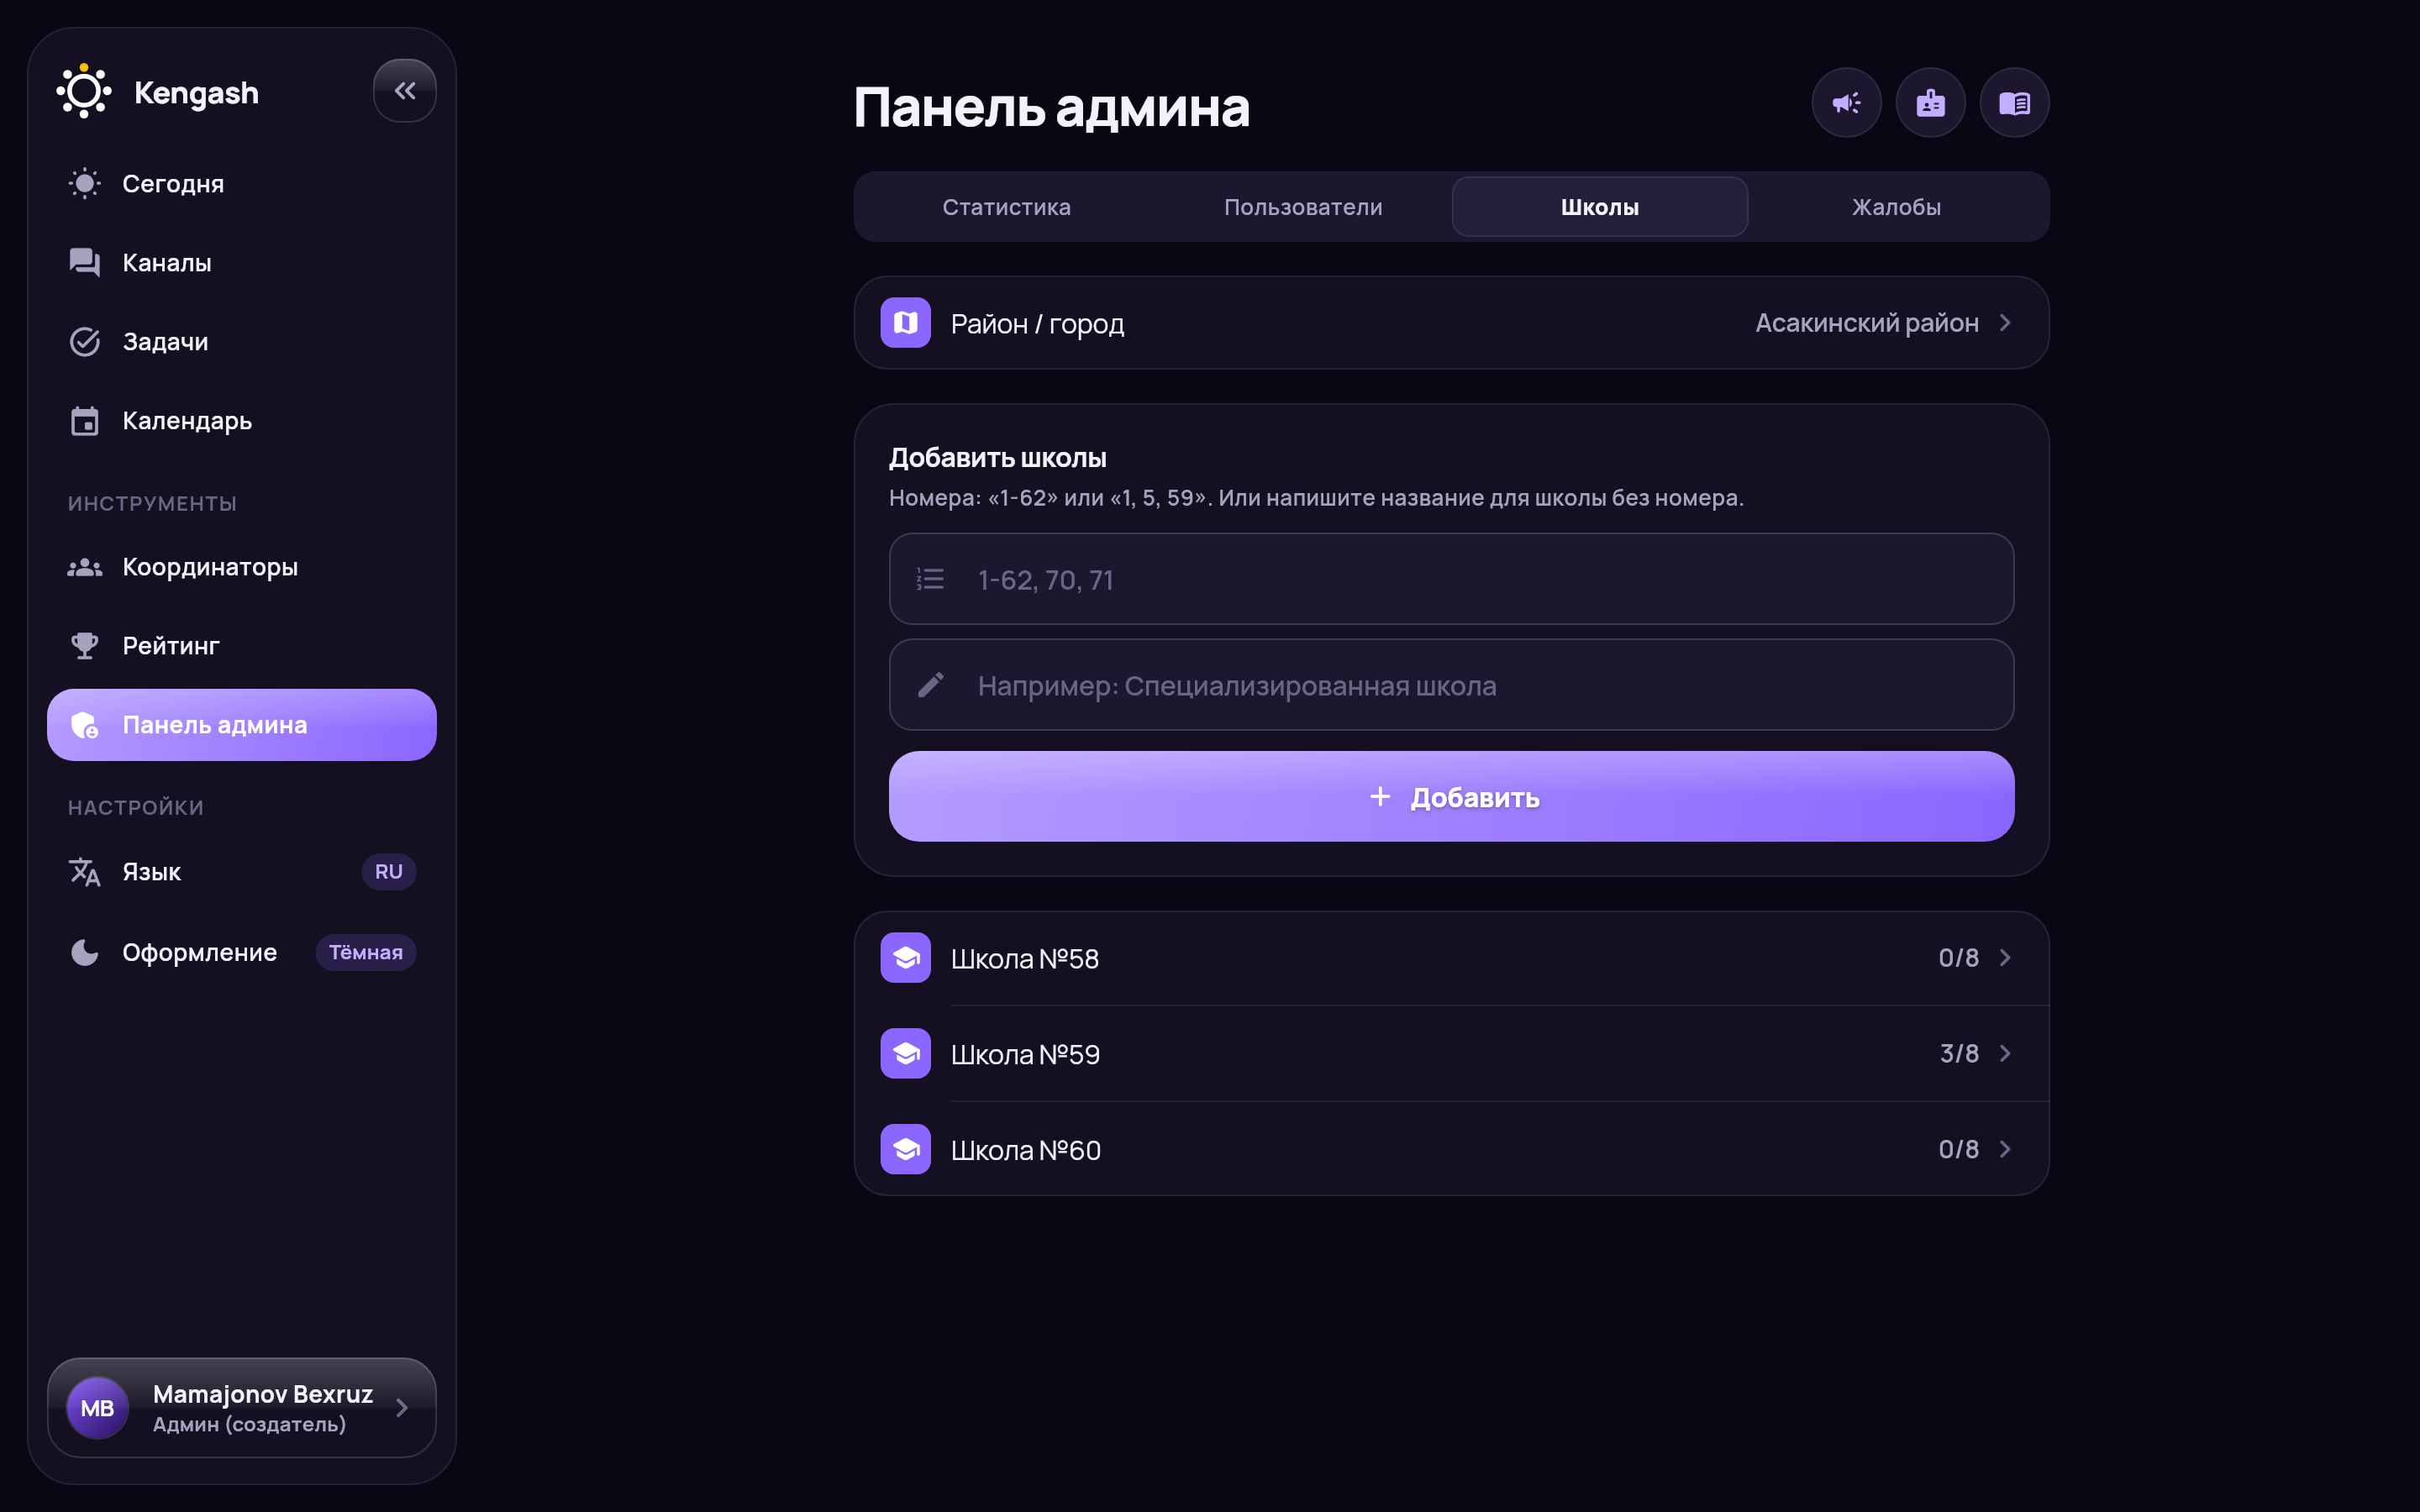 Kengash
Сегодня
Каналы
Задачи
Календарь
ИНСТРУМЕНТЫ
Координаторы
Рейтинг
Панель админа
НАСТРОЙКИ
Язык RU
Оформление Тёмная
MB
Mamajonov Bexruz
Админ (создатель)
Панель админа
Статистика Пользователи Школы Жалобы
Район / город Асакинский район
Добавить школы
Номера: «1-62» или «1, 5, 59». Или напишите название для школы без номера.
1-62, 70, 71
Например: Специализированная школа
+ Добавить
Школа №58 0/8
Школа №59 3/8
Школа №60 0/8